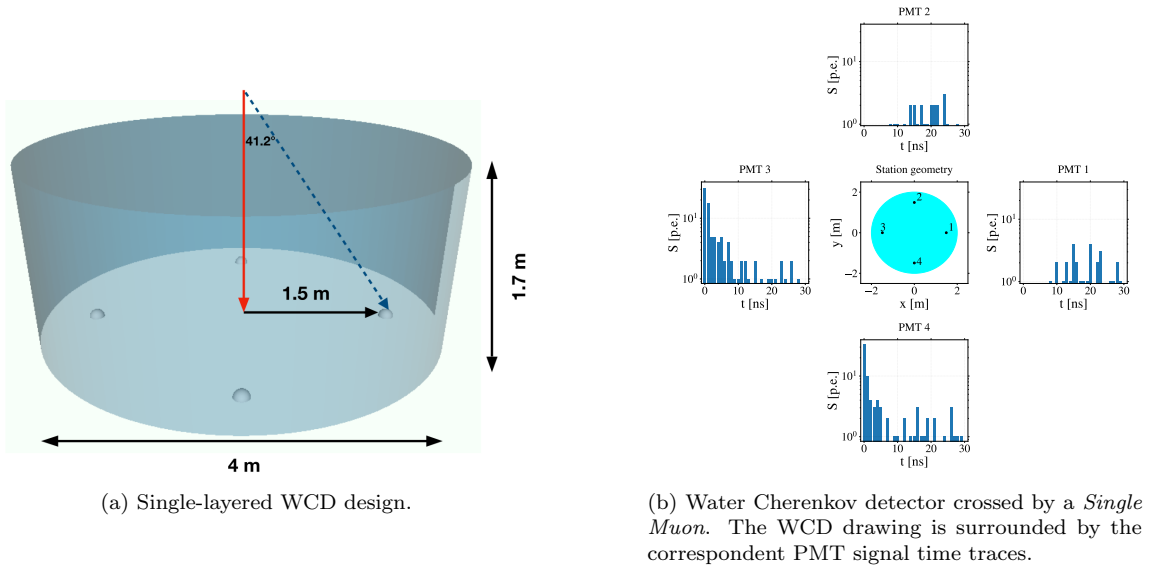 41.2°
1.5 m
1.7 m
4 m
(a) Single-layered WCD design.
PMT 2
S [p.e.]
10¹
10⁰
0 10 20 30
t [ns]
PMT 3
S [p.e.]
10¹
10⁰
0 10 20 30
t [ns]
Station geometry
y [m]
2
0
−2
1
2
3
4
−2 0 2
x [m]
PMT 1
S [p.e.]
10¹
10⁰
0 10 20 30
t [ns]
PMT 4
S [p.e.]
10¹
10⁰
0 10 20 30
t [ns]
(b) Water Cherenkov detector crossed by a Single
Muon. The WCD drawing is surrounded by the
correspondent PMT signal time traces.